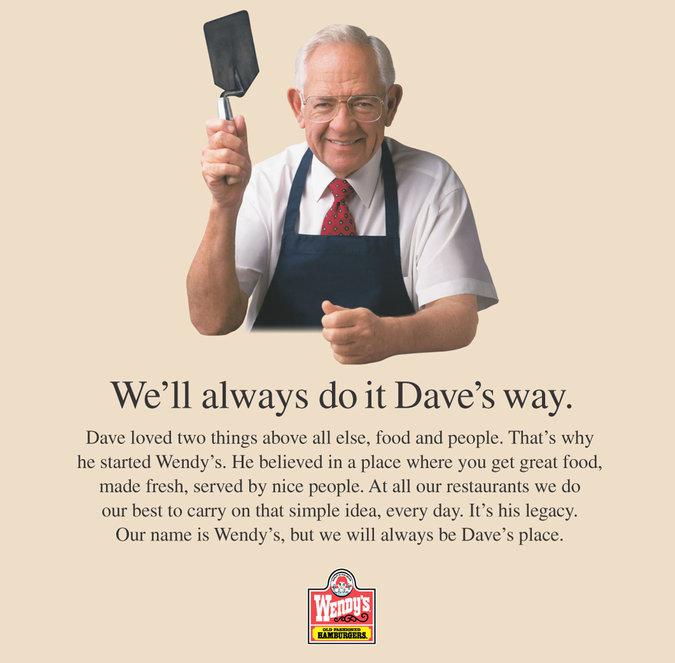 We'll always do it Dave's way.
Dave loved two things above all else, food and people. That's why
he started Wendy's. He believed in a place where you get great food,
made fresh, served by nice people. At all our restaurants we do
our best to carry on that simple idea, every day. It's his legacy.
Our name is Wendy's, but we will always be Dave's place.
WENDY'S
OLD FASHIONED
HAMBURGERS.